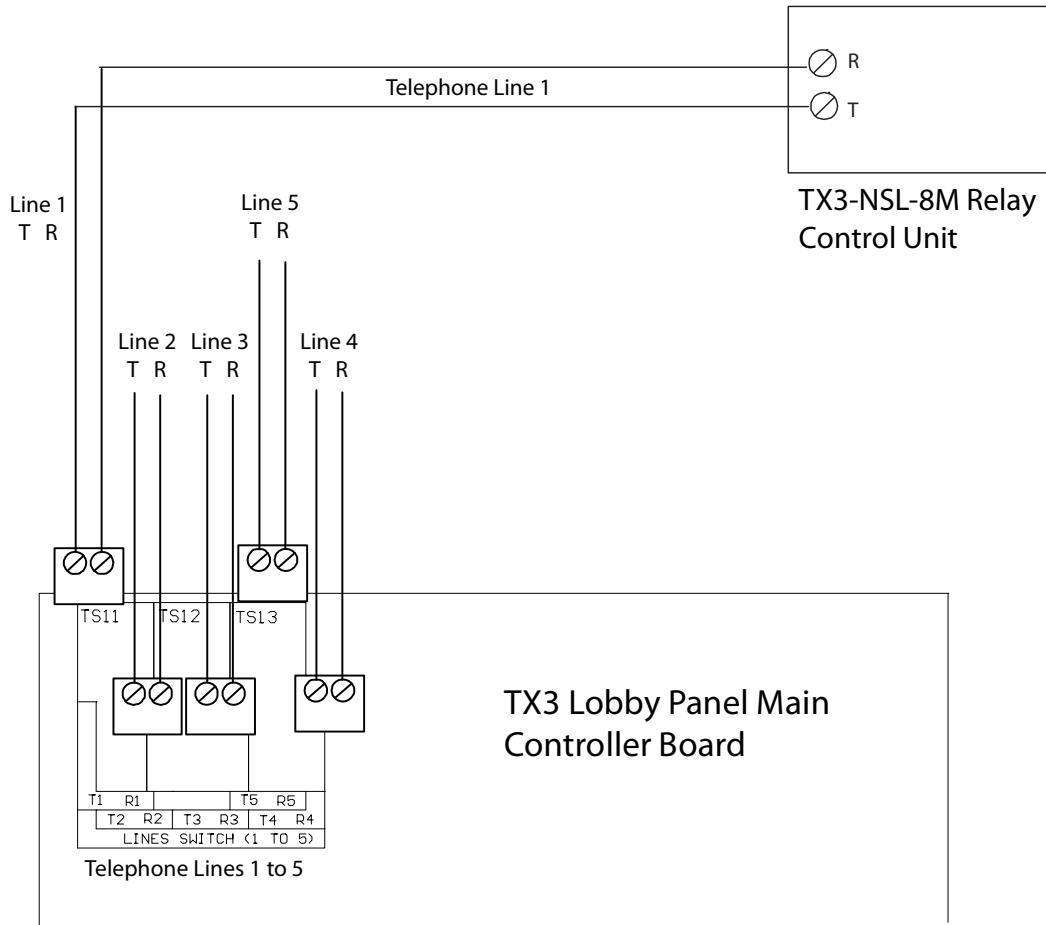 R
Telephone Line 1
T
TX3-NSL-8M Relay
Control Unit
Line 1
T R
Line 5
T R
Line 2 Line 3 Line 4
T R T R T R
TS11 TS12 TS13
TX3 Lobby Panel Main
Controller Board
T1 R1 T5 R5
T2 R2 T3 R3 T4 R4
LINES SWITCH (1 TO 5)
Telephone Lines 1 to 5